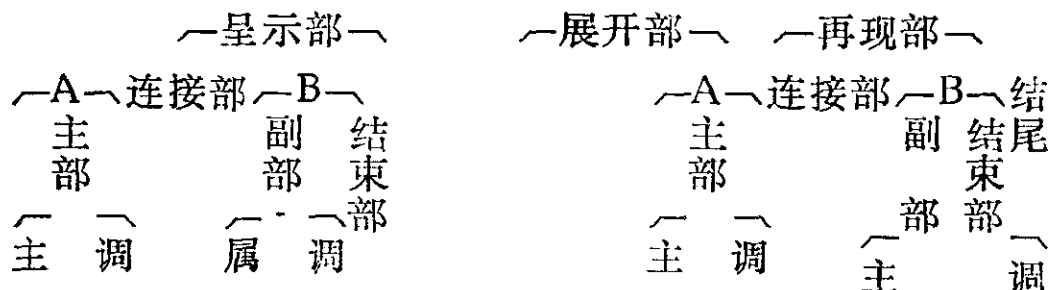 呈示部 展开部 再现部
A 连接部 B A 连接部 B 结尾
主部 副部 结束部 主部 副部 结束部
主调 属调 主调 主调